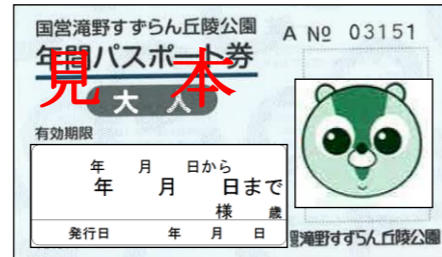 国営滝野すずらん丘陵公園
A № 03151
年間パスポート券
見本
大人
有効期限
年 月 日から
年 月 日まで
様 歳
発行日 年 月 日
滝野すずらん丘陵公園